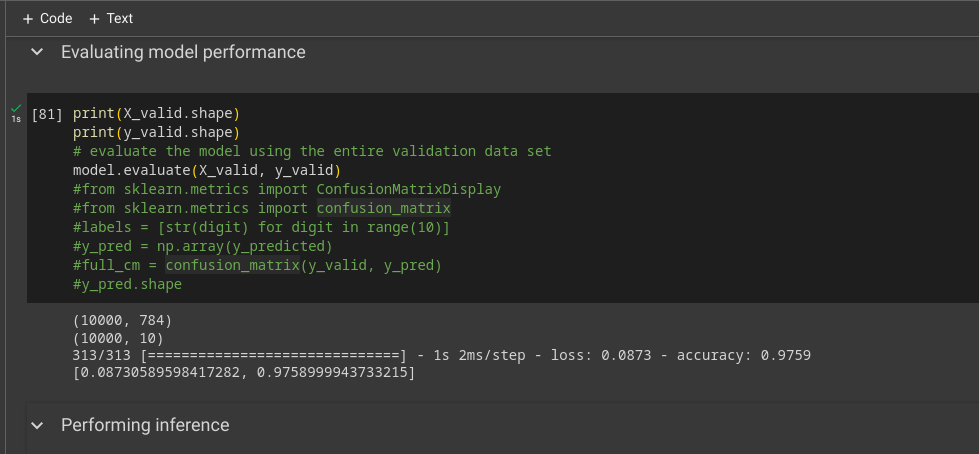 + Code + Text
Evaluating model performance
1s
[81] print(X_valid.shape)
print(y_valid.shape)
# evaluate the model using the entire validation data set
model.evaluate(X_valid, y_valid)
#from sklearn.metrics import ConfusionMatrixDisplay
#from sklearn.metrics import confusion_matrix
#labels = [str(digit) for digit in range(10)]
#y_pred = np.array(y_predicted)
#full_cm = confusion_matrix(y_valid, y_pred)
#y_pred.shape
(10000, 784)
(10000, 10)
313/313 [==============================] - 1s 2ms/step - loss: 0.0873 - accuracy: 0.9759
[0.08730589598417282, 0.9758999943733215]
Performing inference